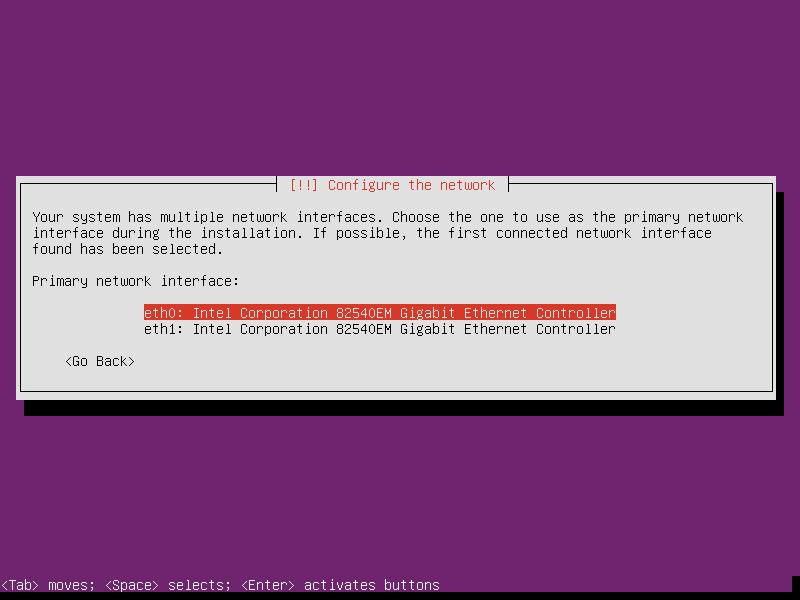 [!!] Configure the network
Your system has multiple network interfaces. Choose the one to use as the primary network
interface during the installation. If possible, the first connected network interface
found has been selected.
Primary network interface:
eth0: Intel Corporation 82540EM Gigabit Ethernet Controller
eth1: Intel Corporation 82540EM Gigabit Ethernet Controller
<Go Back>
<Tab> moves; <Space> selects; <Enter> activates buttons